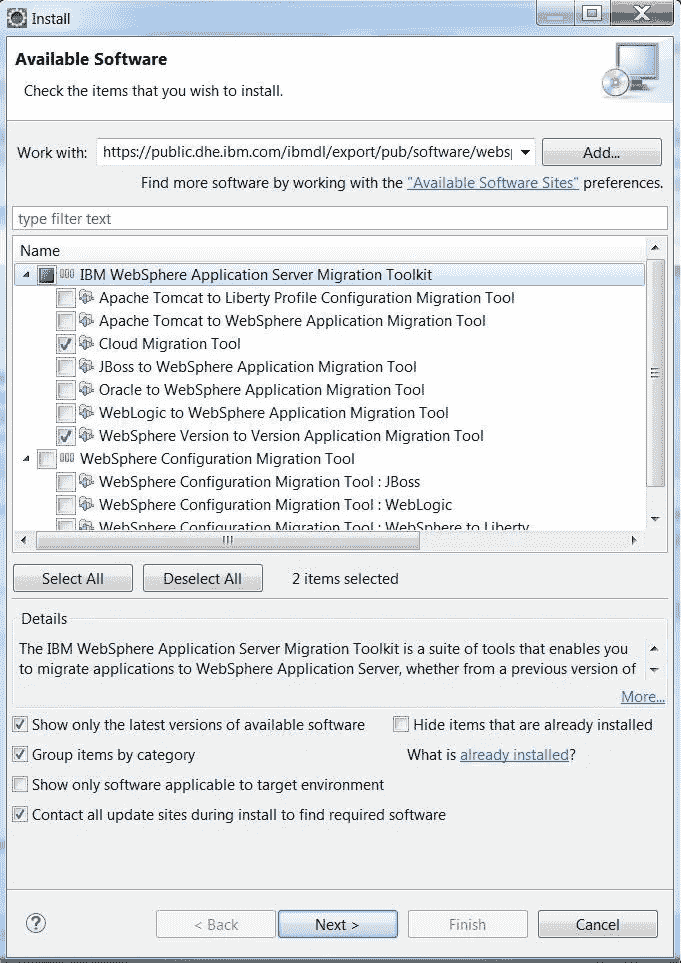 Install
Available Software
Check the items that you wish to install.
Work with: https://public.dhe.ibm.com/ibmdl/export/pub/software/webs Add...
Find more software by working with the "Available Software Sites" preferences.
type filter text
Name
IBM WebSphere Application Server Migration Toolkit
Apache Tomcat to Liberty Profile Configuration Migration Tool
Apache Tomcat to WebSphere Application Migration Tool
Cloud Migration Tool
JBoss to WebSphere Application Migration Tool
Oracle to WebSphere Application Migration Tool
WebLogic to WebSphere Application Migration Tool
WebSphere Version to Version Application Migration Tool
WebSphere Configuration Migration Tool
WebSphere Configuration Migration Tool : JBoss
WebSphere Configuration Migration Tool : WebLogic
WebSphere Configuration Migration Tool : WebSphere to Liberty
Select All Deselect All 2 items selected
Details
The IBM WebSphere Application Server Migration Toolkit is a suite of tools that enables you
to migrate applications to WebSphere Application Server, whether from a previous version of
More...
Show only the latest versions of available software Hide items that are already installed
Group items by category What is already installed?
Show only software applicable to target environment
Contact all update sites during install to find required software
? < Back Next > Finish Cancel